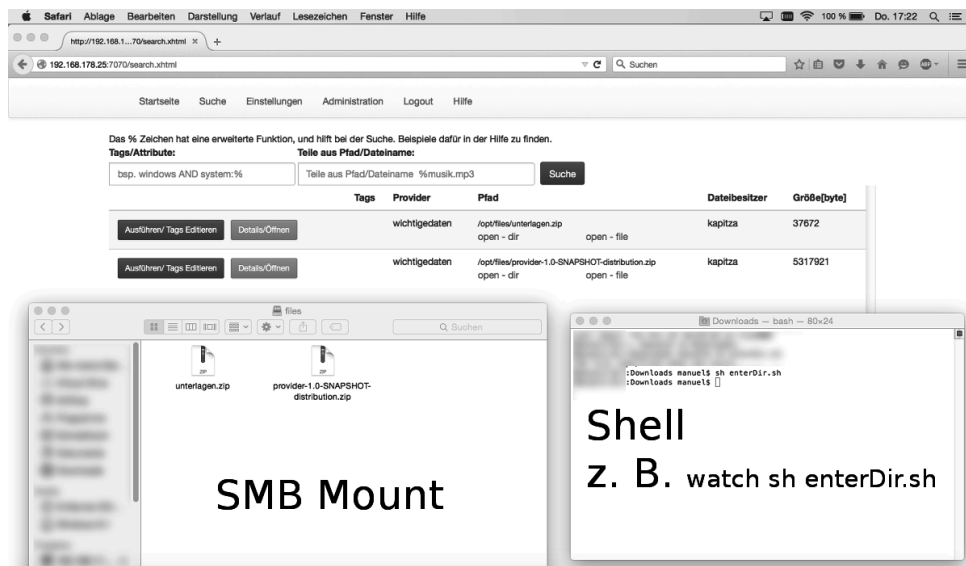 Safari Ablage Bearbeiten Darstellung Verlauf Lesezeichen Fenster Hilfe 100 % Do. 17:22
http://192.168.1...70/search.xhtml × +
192.168.178.25:7070/search.xhtml Suchen
Startseite Suche Einstellungen Administration Logout Hilfe
Das % Zeichen hat eine erweiterte Funktion, und hilft bei der Suche. Beispiele dafür in der Hilfe zu finden.
Tags/Attribute: Teile aus Pfad/Dateiname:
bsp. windows AND system:% Teile aus Pfad/Dateiname %musik.mp3 Suche
Tags Provider Pfad Dateibesitzer Größe[byte]
Ausführen/ Tags Editieren Details/Öffnen wichtigedaten /opt/files/unterlagen.zip kapitza 37672
open - dir open - file
Ausführen/ Tags Editieren Details/Öffnen wichtigedaten /opt/files/provider-1.0-SNAPSHOT-distribution.zip kapitza 5317921
open - dir open - file
files
Suchen
ZIP ZIP
unterlagen.zip provider-1.0-SNAPSHOT-
distribution.zip
SMB Mount
Downloads — bash — 80×24
:Downloads manuel$ sh enterDir.sh
:Downloads manuel$
Shell
z. B. watch sh enterDir.sh